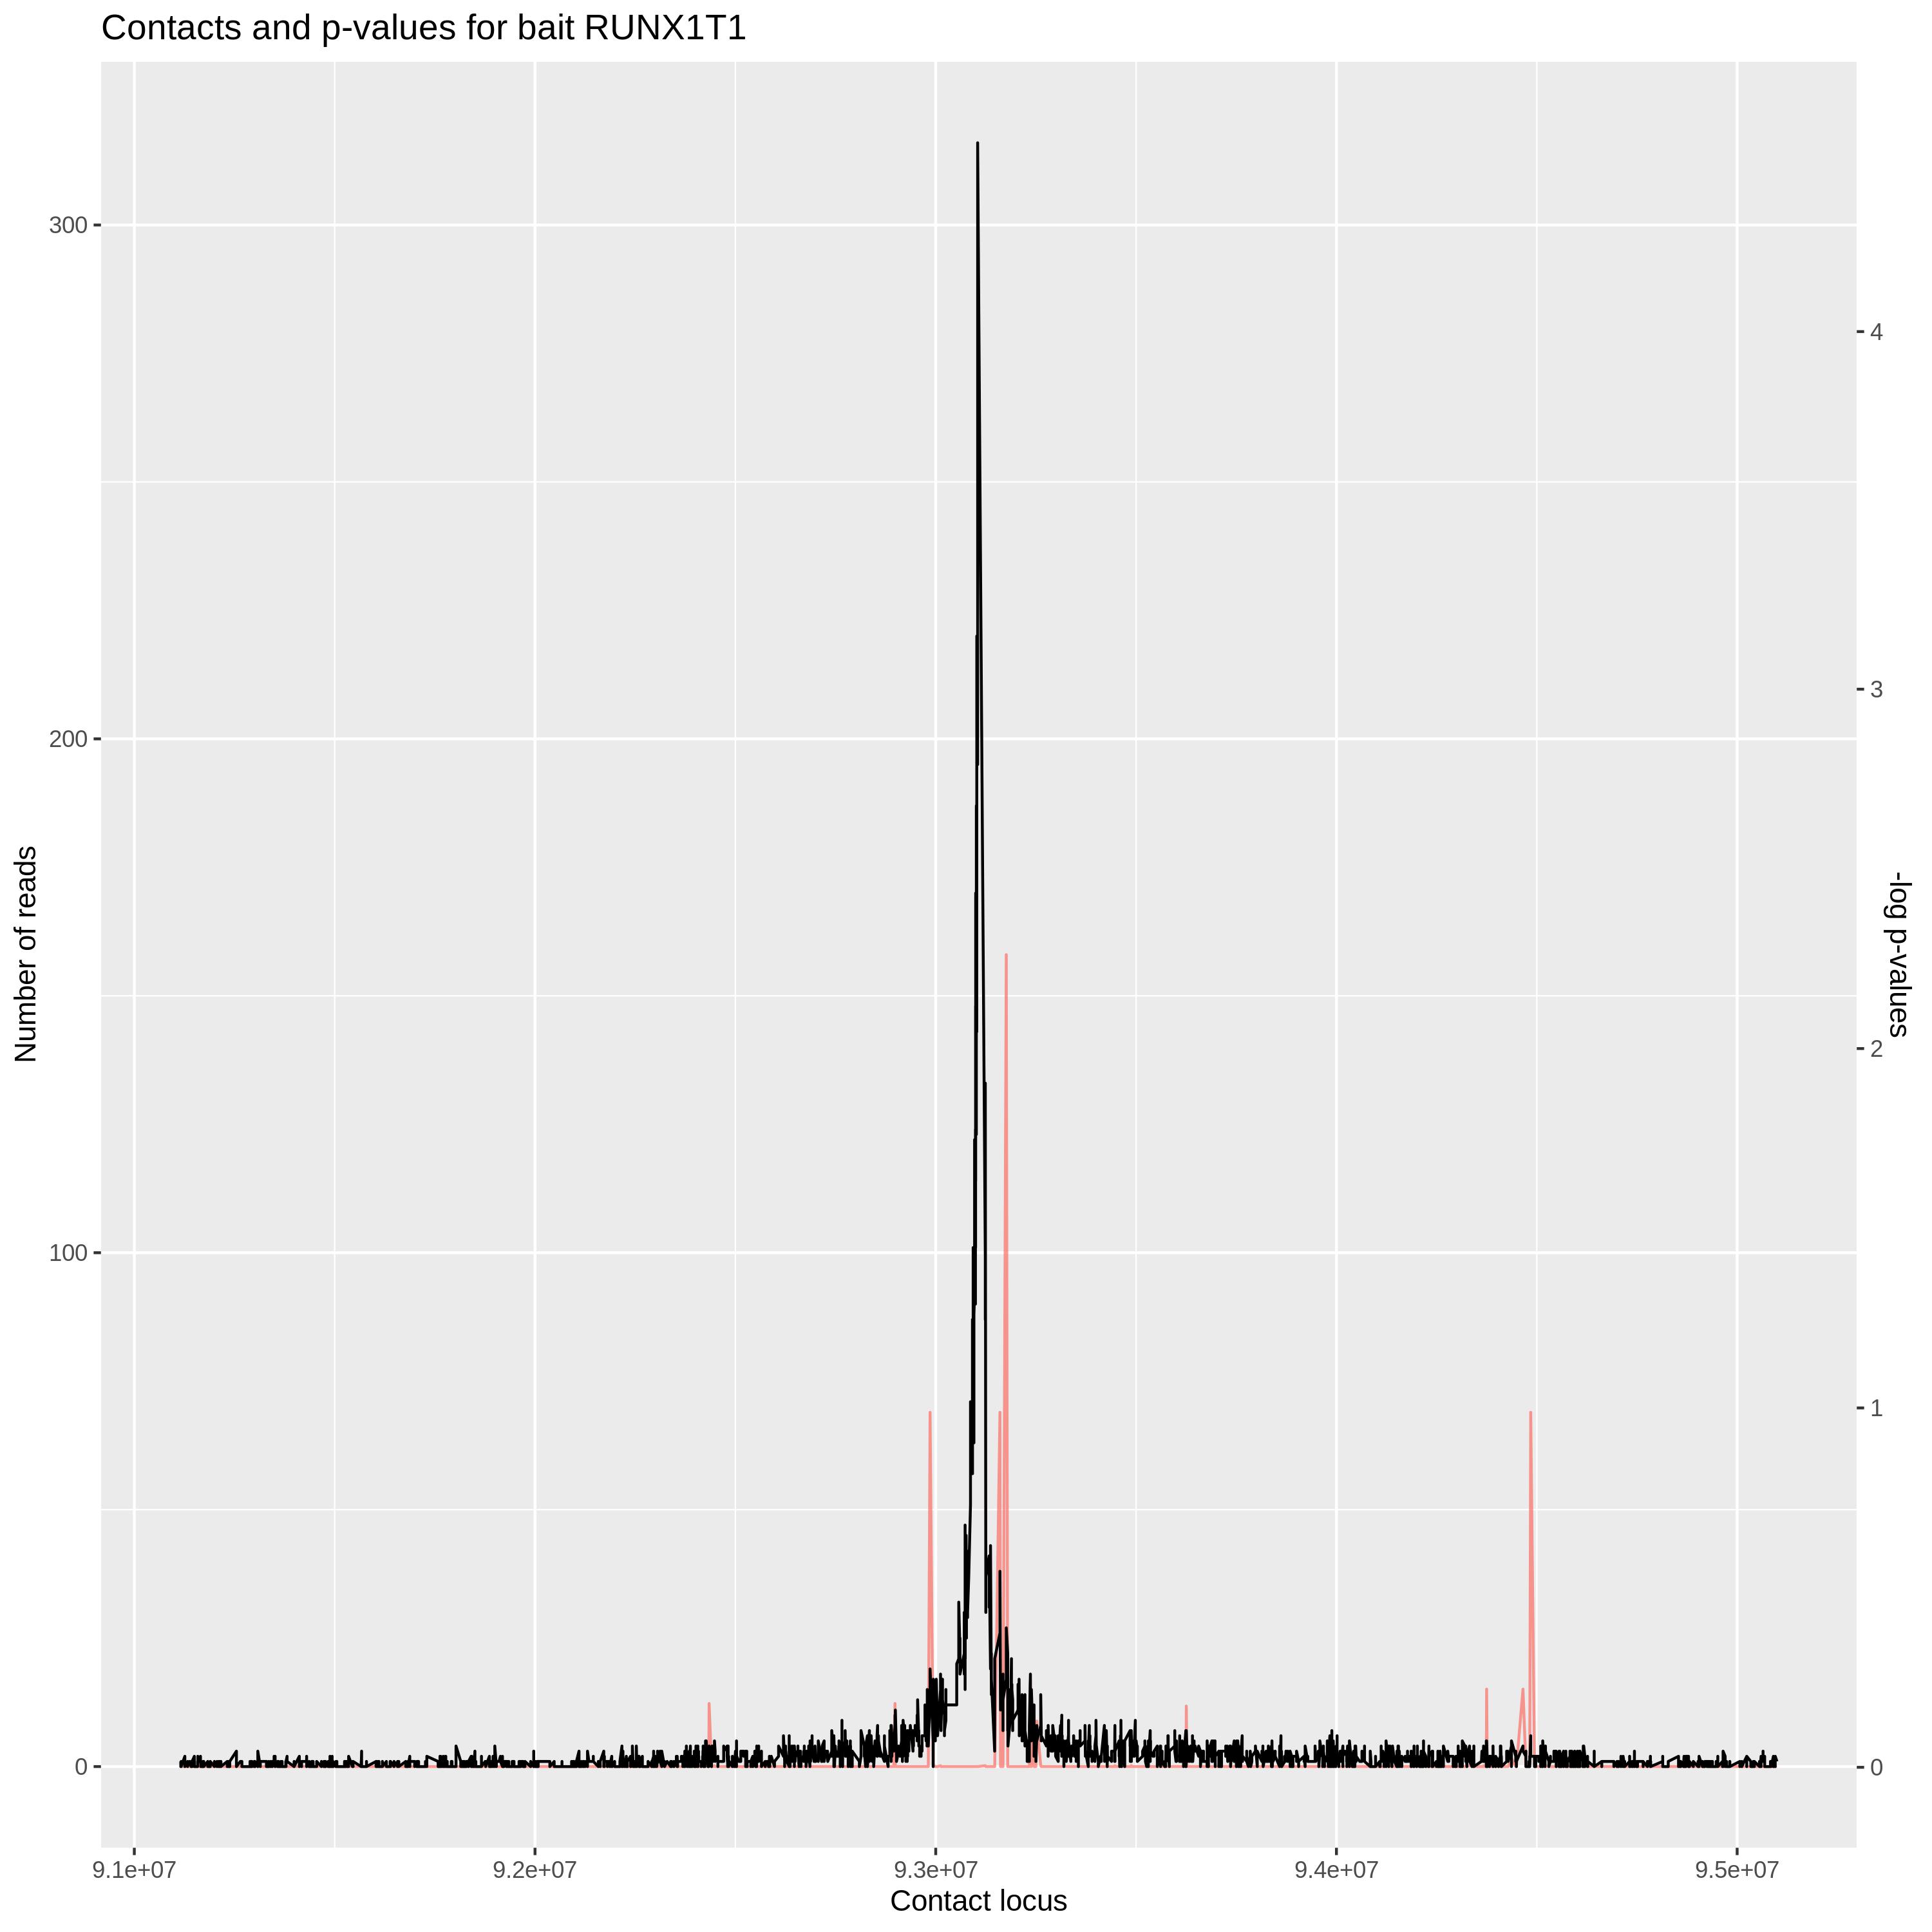 Contacts and p-values for bait RUNX1T1
Number of reads
300
200
100
0
4
3
2
1
0
-log p-values
9.1e+07
9.2e+07
9.3e+07
9.4e+07
9.5e+07
Contact locus